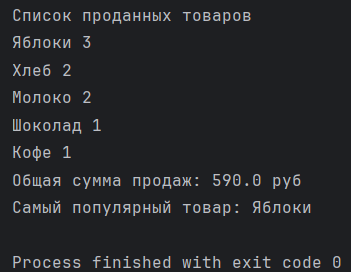 Список проданных товаров
Яблоки 3
Хлеб 2
Молоко 2
Шоколад 1
Кофе 1
Общая сумма продаж: 590.0 руб
Самый популярный товар: Яблоки
Process finished with exit code 0